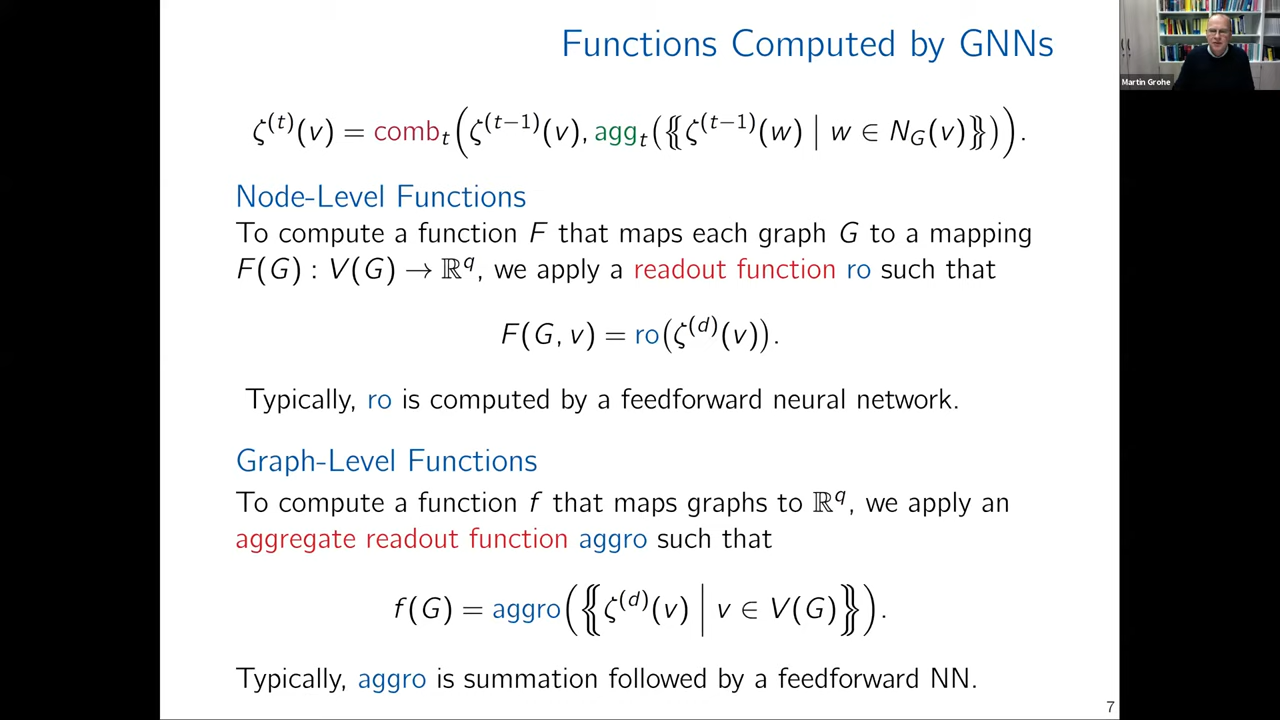 Functions Computed by GNNs
Martin Grohe
ζ^(t)(v) = comb_t(ζ^(t−1)(v), agg_t({{ζ^(t−1)(w) | w ∈ N_G(v)}})).
Node-Level Functions
To compute a function F that maps each graph G to a mapping
F(G) : V(G) → ℝ^q, we apply a readout function ro such that
F(G, v) = ro(ζ^(d)(v)).
Typically, ro is computed by a feedforward neural network.
Graph-Level Functions
To compute a function f that maps graphs to ℝ^q, we apply an
aggregate readout function aggro such that
f(G) = aggro({{ζ^(d)(v) | v ∈ V(G)}}).
Typically, aggro is summation followed by a feedforward NN.
7